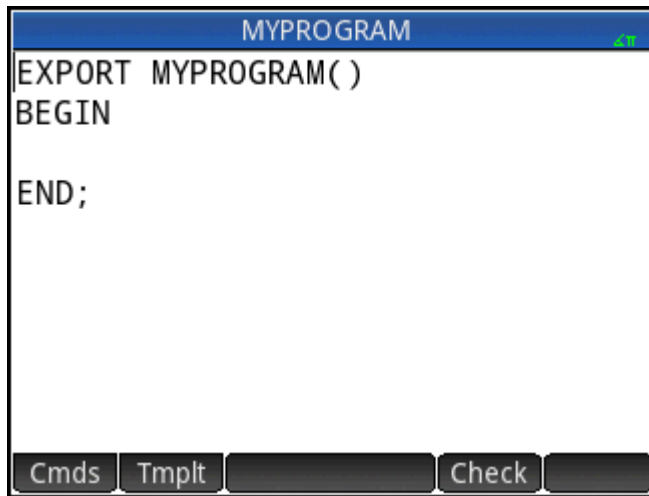 MYPROGRAM
∡π
EXPORT MYPROGRAM()
BEGIN
END;
Cmds Tmplt Check